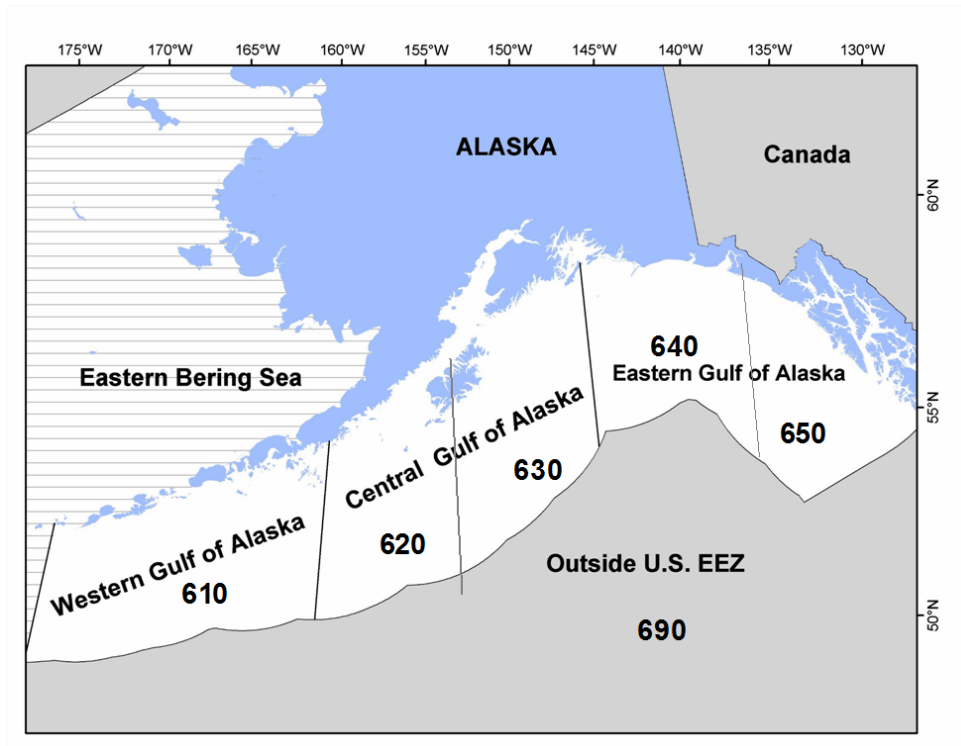 175°W 170°W 165°W 160°W 155°W 150°W 145°W 140°W 135°W 130°W
ALASKA
Canada
60°N
640
Eastern Bering Sea
Eastern Gulf of Alaska
55°N
650
Central Gulf of Alaska
630
620
Western Gulf of Alaska
610
Outside U.S. EEZ
690
50°N